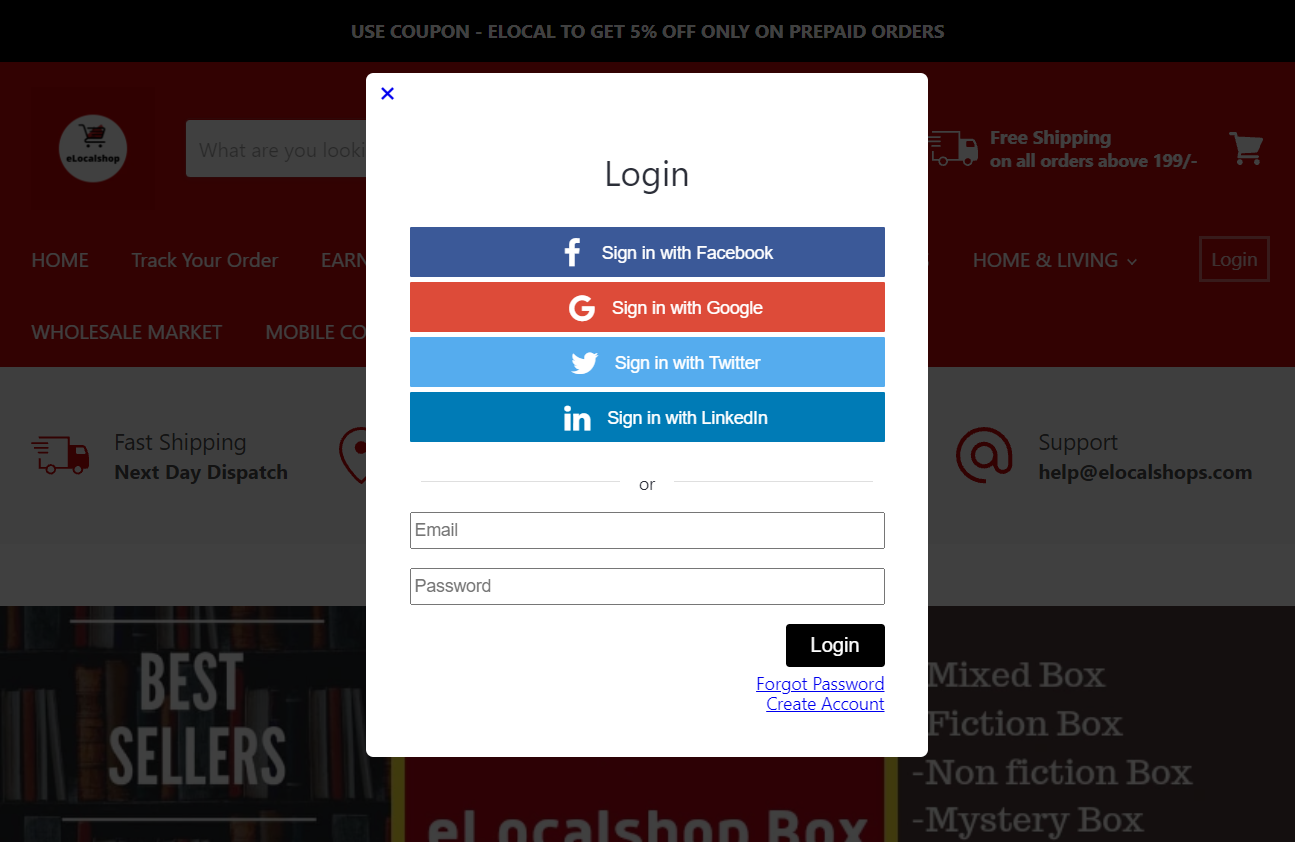 USE COUPON - ELOCAL TO GET 5% OFF ONLY ON PREPAID ORDERS
eLocalshop
What are you looki
Free Shipping
on all orders above 199/-
HOME
Track Your Order
EARN
HOME & LIVING
Login
WHOLESALE MARKET
MOBILE CO
Fast Shipping
Next Day Dispatch
Support
help@elocalshops.com
Login
Sign in with Facebook
Sign in with Google
Sign in with Twitter
Sign in with LinkedIn
or
Email
Password
Login
Forgot Password
Create Account
BEST
SELLERS
eLocalshop Box
-Mixed Box
-Fiction Box
-Non fiction Box
-Mystery Box